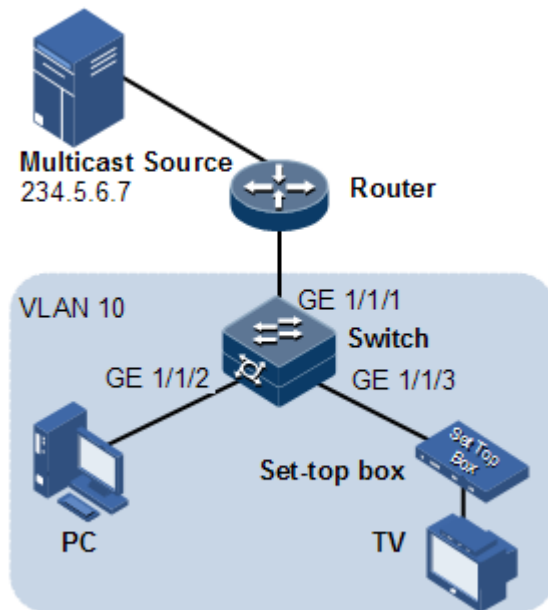 Multicast Source
234.5.6.7
Router
VLAN 10
GE 1/1/1
Switch
GE 1/1/2
GE 1/1/3
Set Top
Box
Set-top box
PC
TV